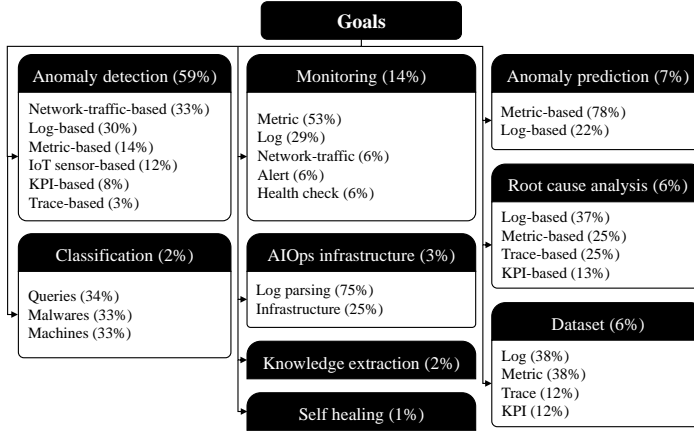 Goals
Anomaly detection (59%)
Network-traffic-based (33%)
Log-based (30%)
Metric-based (14%)
IoT sensor-based (12%)
KPI-based (8%)
Trace-based (3%)
Classification (2%)
Queries (34%)
Malwares (33%)
Machines (33%)
Monitoring (14%)
Metric (53%)
Log (29%)
Network-traffic (6%)
Alert (6%)
Health check (6%)
AIOps infrastructure (3%)
Log parsing (75%)
Infrastructure (25%)
Knowledge extraction (2%)
Self healing (1%)
Anomaly prediction (7%)
Metric-based (78%)
Log-based (22%)
Root cause analysis (6%)
Log-based (37%)
Metric-based (25%)
Trace-based (25%)
KPI-based (13%)
Dataset (6%)
Log (38%)
Metric (38%)
Trace (12%)
KPI (12%)